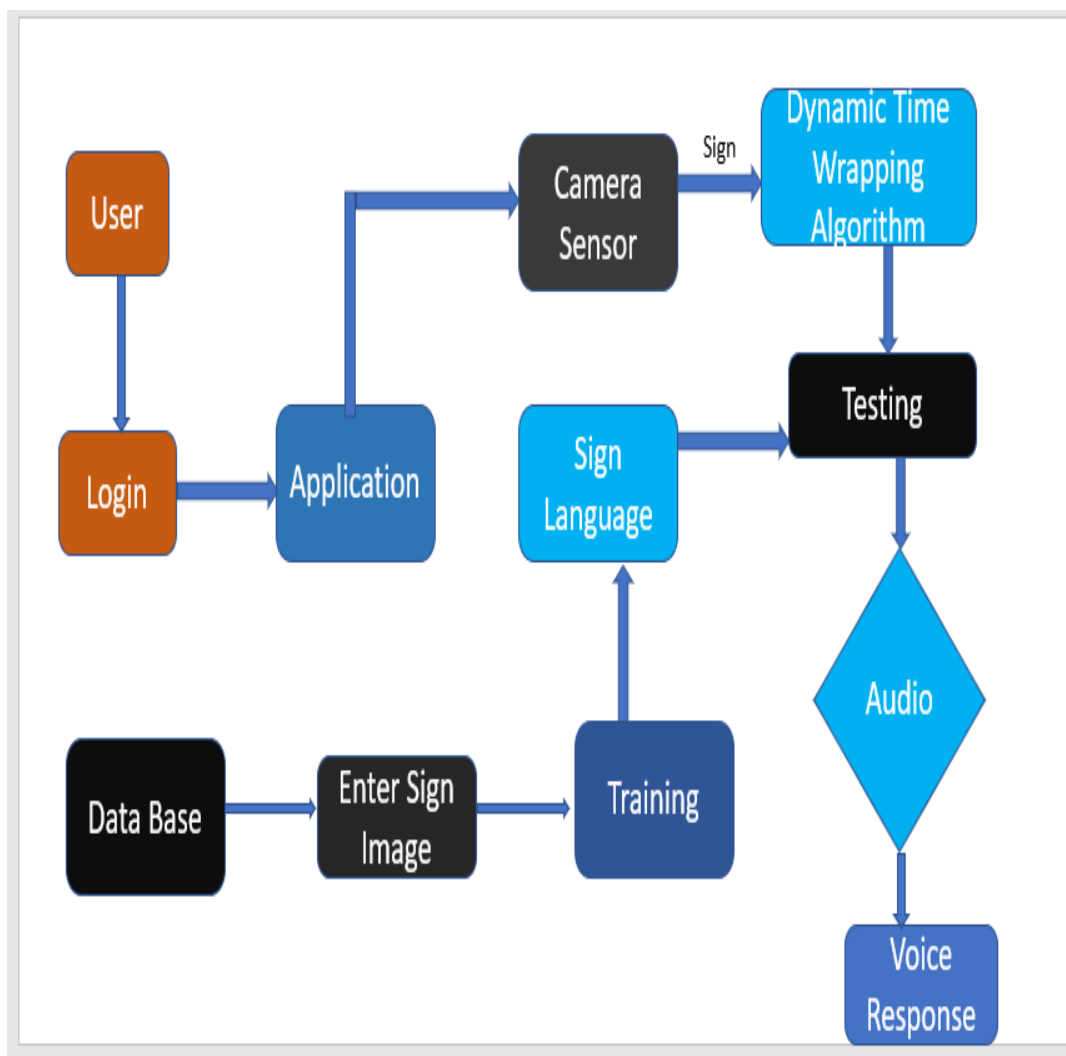 User
Login
Application
Camera
Sensor
Sign
Dynamic Time
Wrapping
Algorithm
Testing
Sign
Language
Data Base
Enter Sign
Image
Training
Audio
Voice
Response